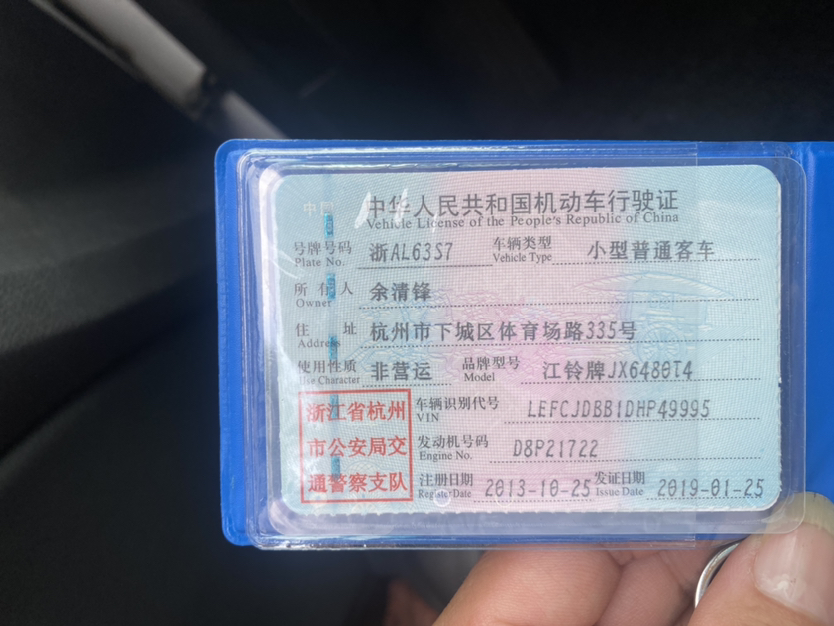 中华人民共和国机动车行驶证
Vehicle License of the People's Republic of China
号牌号码 浙AL63S7 车辆类型 小型普通客车
Plate No. Vehicle Type
所有人 余清锋
Owner
住址 杭州市下城区体育场路335号
Address
使用性质 非营运 品牌型号 江铃牌JX6480T4
Use Character Model
浙江省杭州
市公安局交
通警察支队
车辆识别代号 LEFCJDBB1DHP49995
VIN
发动机号码 D8P21722
Engine No.
注册日期 2013-10-25 发证日期 2019-01-25
Register Date Issue Date